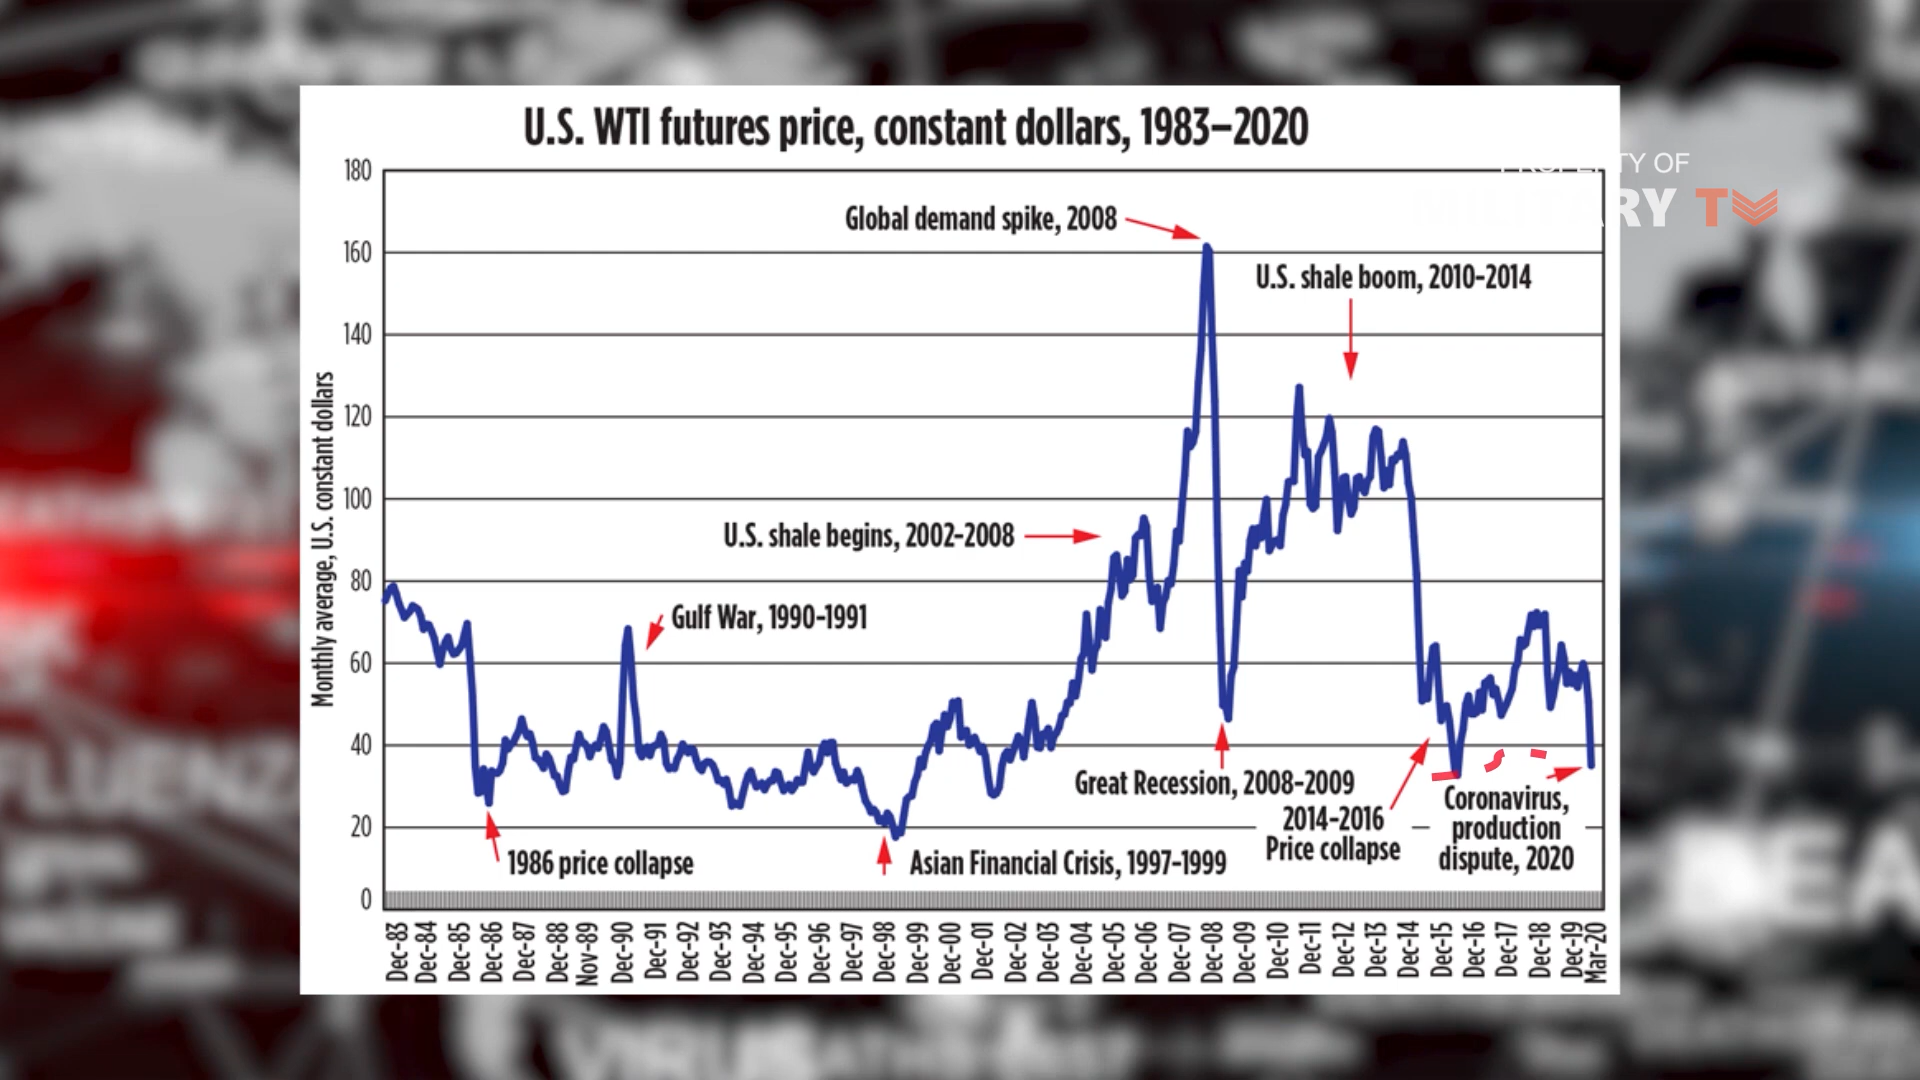 U.S. WTI futures price, constant dollars, 1983–2020
PROPERTY OF
MILITARY TV
Monthly average, U.S. constant dollars
180
160
140
120
100
80
60
40
20
0
Global demand spike, 2008
U.S. shale boom, 2010-2014
U.S. shale begins, 2002-2008
Gulf War, 1990-1991
Great Recession, 2008-2009
2014-2016
Price collapse
Coronavirus,
production
dispute, 2020
1986 price collapse
Asian Financial Crisis, 1997-1999
Dec-83
Dec-84
Dec-85
Dec-86
Dec-87
Dec-88
Nov-89
Dec-90
Dec-91
Dec-92
Dec-93
Dec-94
Dec-95
Dec-96
Dec-97
Dec-98
Dec-99
Dec-00
Dec-01
Dec-02
Dec-03
Dec-04
Dec-05
Dec-06
Dec-07
Dec-08
Dec-09
Dec-10
Dec-11
Dec-12
Dec-13
Dec-14
Dec-15
Dec-16
Dec-17
Dec-18
Dec-19
Mar-20